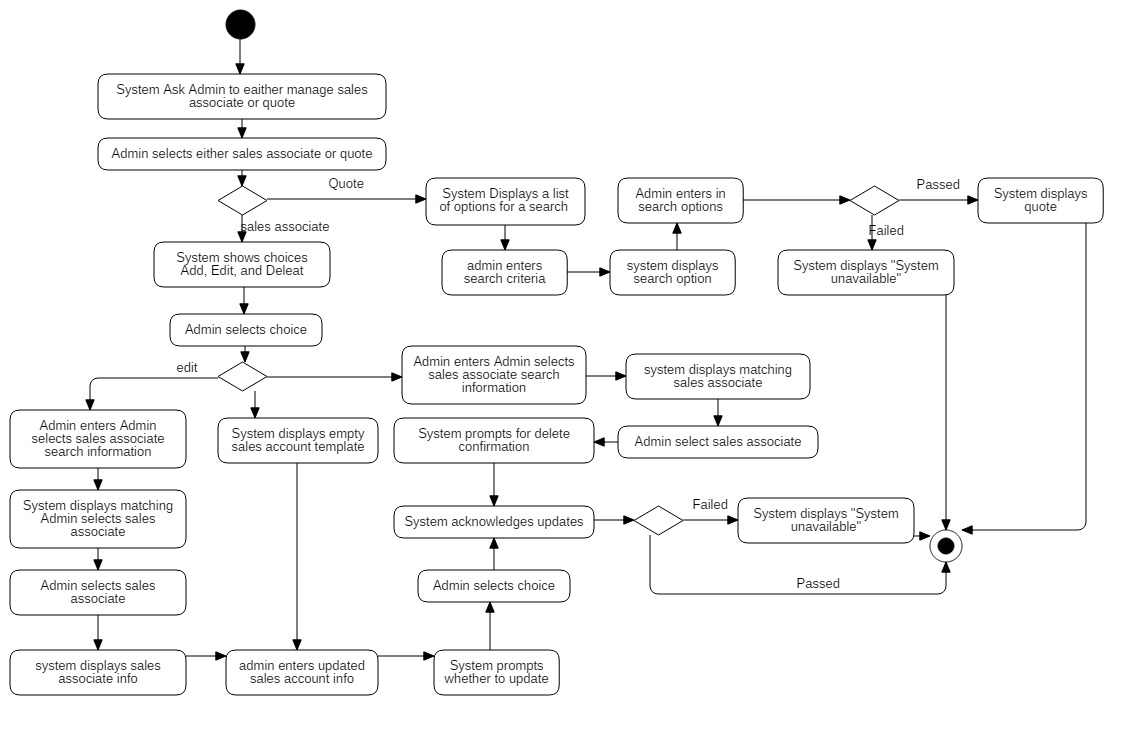 System Ask Admin to eaither manage sales
associate or quote
Admin selects either sales associate or quote
Quote
sales associate
System Displays a list
of options for a search
admin enters
search criteria
system displays
search option
Admin enters in
search options
Passed
Failed
System displays
quote
System displays "System
unavailable"
System shows choices
Add, Edit, and Deleat
Admin selects choice
edit
Admin enters Admin selects
sales associate search
information
system displays matching
sales associate
Admin select sales associate
System prompts for delete
confirmation
Admin enters Admin
selects sales associate
search information
System displays empty
sales account template
System displays matching
Admin selects sales
associate
Admin selects sales
associate
system displays sales
associate info
admin enters updated
sales account info
System prompts
whether to update
Admin selects choice
System acknowledges updates
Failed
System displays "System
unavailable"
Passed